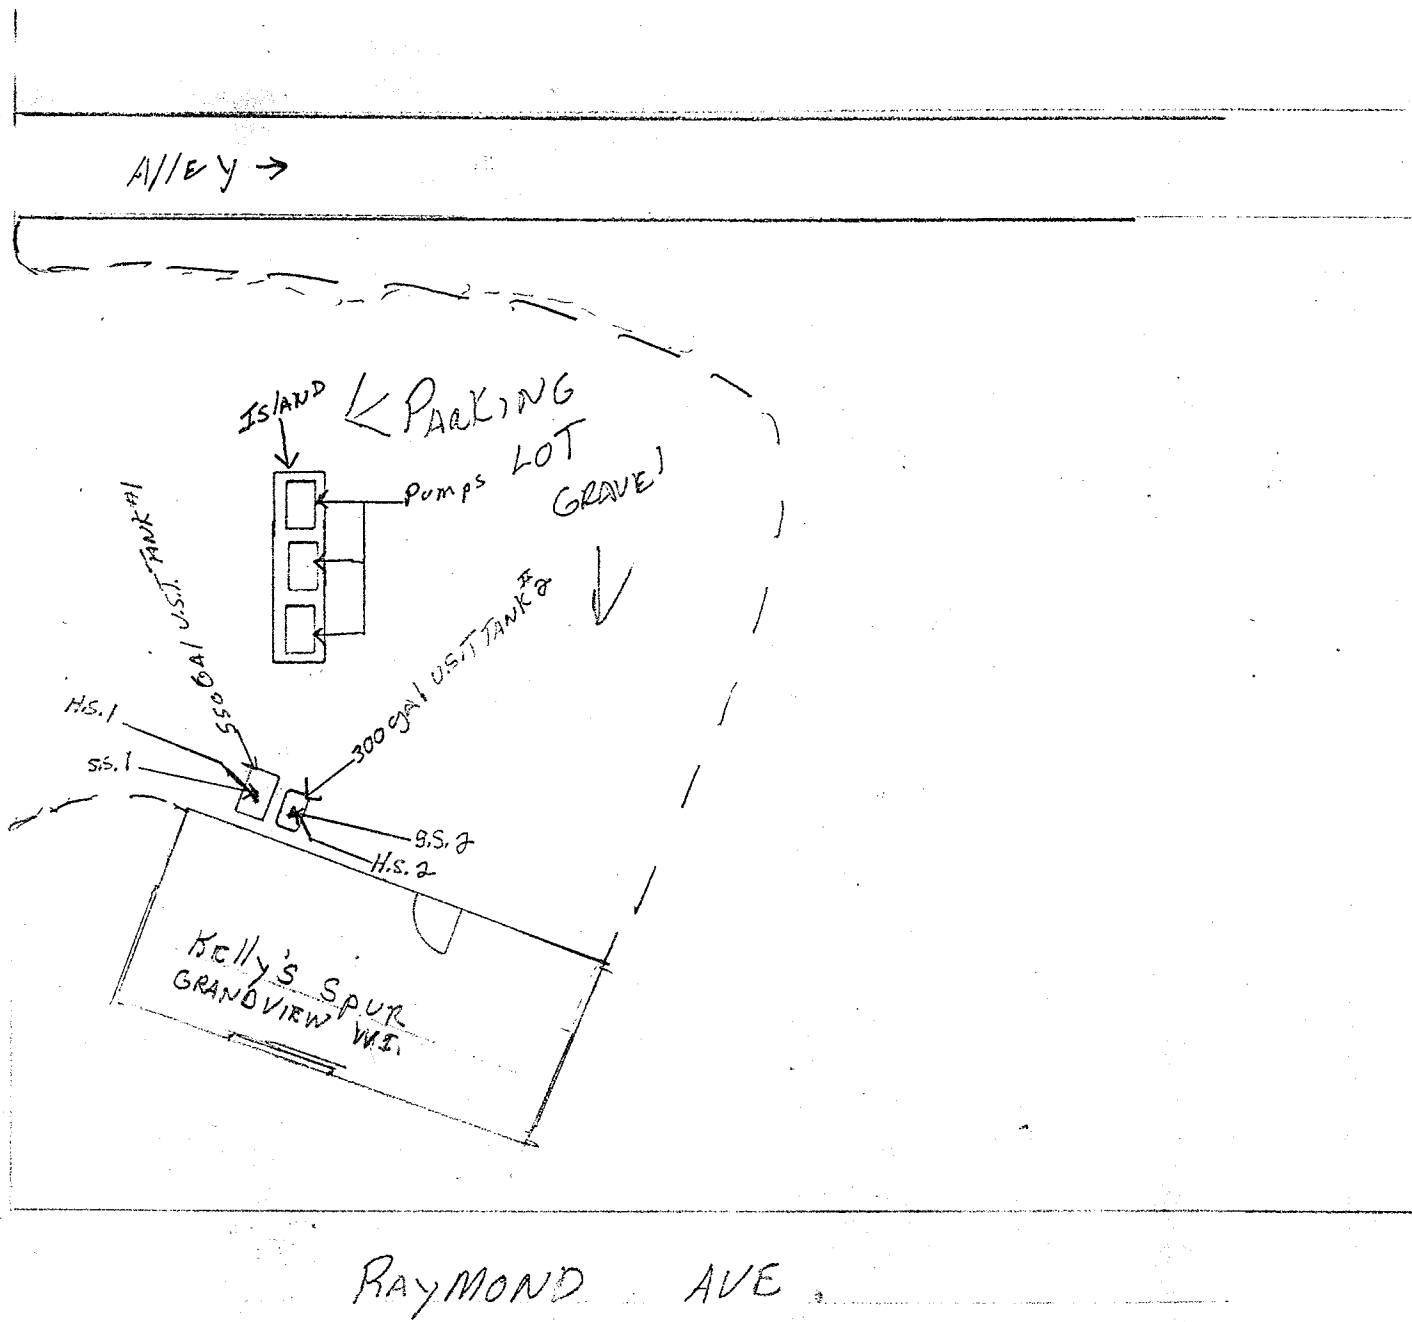 Alley →
ISlAND
PARKING
LOT
GRAVEl
Pumps
550 GAl U.S.T. TANK #1
300 gal U.S.T TANK #2
H.S.1
S.S.1
S.S.2
H.S.2
Kelly's Spur
GRANDVIEW W.I.
RAYMOND AVE.